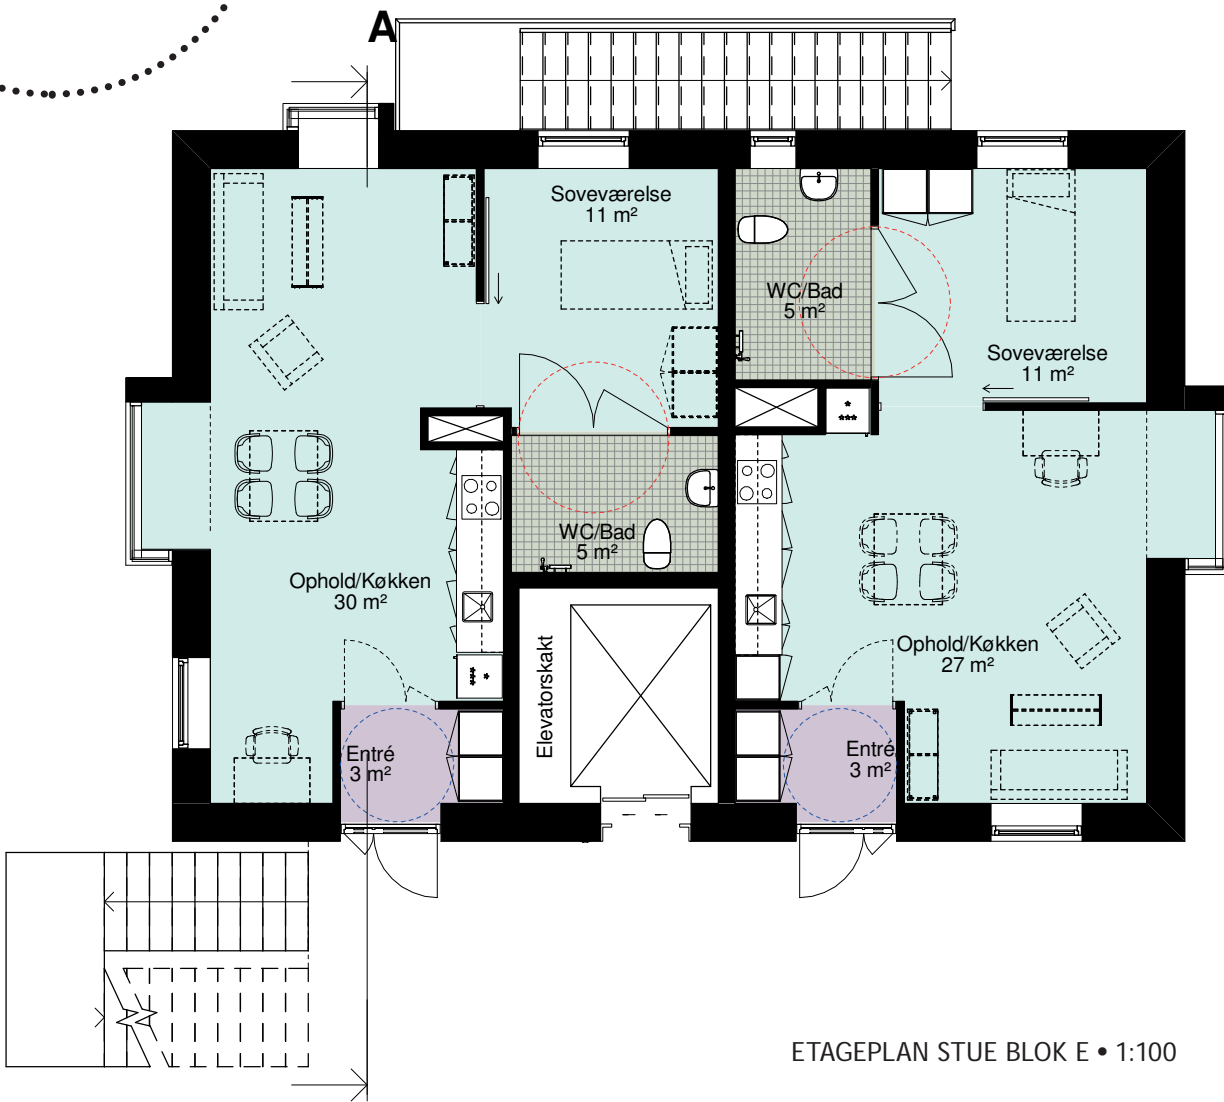 A
Soveværelse
11 m²
WC/Bad
5 m²
Soveværelse
11 m²
WC/Bad
5 m²
Ophold/Køkken
30 m²
Ophold/Køkken
27 m²
Elevatorskakt
Entré
3 m²
Entré
3 m²
ETAGEPLAN STUE BLOK E • 1:100